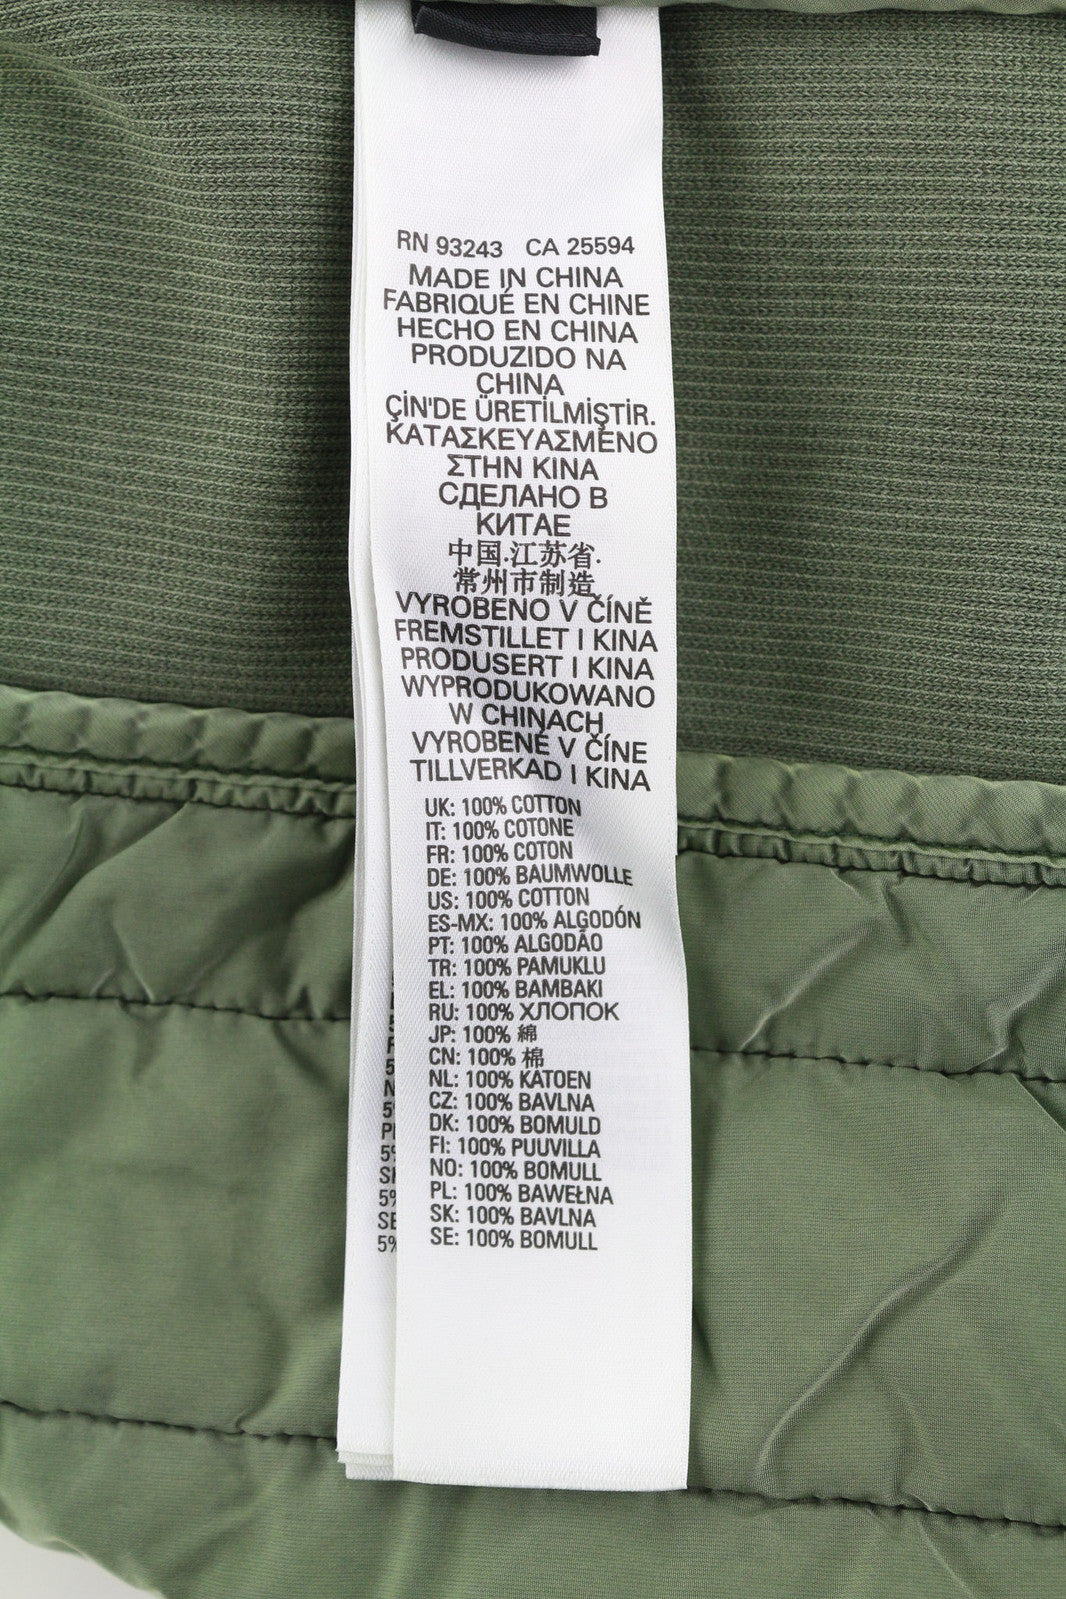 RN 93243 CA 25594
MADE IN CHINA
FABRIQUÉ EN CHINE
HECHO EN CHINA
PRODUZIDO NA
CHINA
ÇİN'DE ÜRETİLMİŞTİR.
ΚΑΤΑΣΚΕΥΑΣΜΕΝΟ
ΣΤΗΝ ΚΙΝΑ
СДЕЛАНО В
КИТАЕ
中国.江苏省.
常州市制造
VYROBENO V ČÍNĚ
FREMSTILLET I KINA
PRODUSERT I KINA
WYPRODUKOWANO
W CHINACH
VYROBENÉ V ČÍNE
TILLVERKAD I KINA
UK: 100% COTTON
IT: 100% COTONE
FR: 100% COTON
DE: 100% BAUMWOLLE
US: 100% COTTON
ES-MX: 100% ALGODÓN
PT: 100% ALGODÃO
TR: 100% PAMUKLU
EL: 100% BAMBAKI
RU: 100% ХЛОПОК
JP: 100% 綿
CN: 100% 棉
NL: 100% KATOEN
CZ: 100% BAVLNA
DK: 100% BOMULD
FI: 100% PUUVILLA
NO: 100% BOMULL
PL: 100% BAWEŁNA
SK: 100% BAVLNA
SE: 100% BOMULL